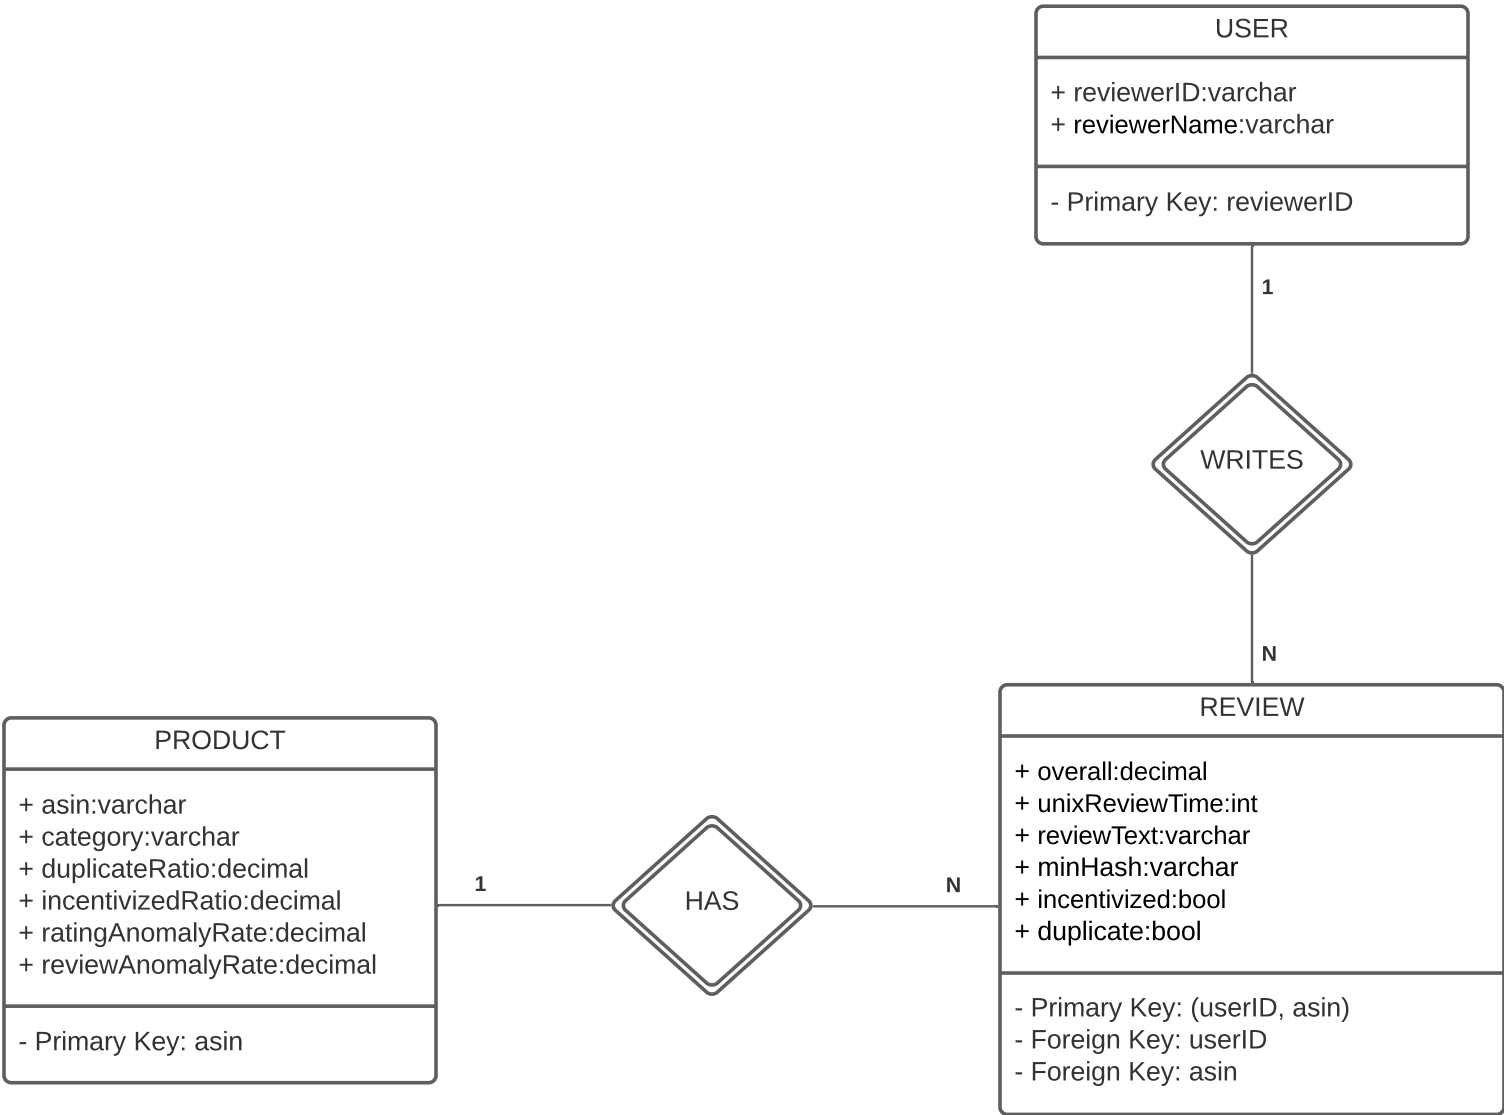 USER
+ reviewerID:varchar
+ reviewerName:varchar
- Primary Key: reviewerID
1
WRITES
N
PRODUCT
+ asin:varchar
+ category:varchar
+ duplicateRatio:decimal
+ incentivizedRatio:decimal
+ ratingAnomalyRate:decimal
+ reviewAnomalyRate:decimal
- Primary Key: asin
1
HAS
N
REVIEW
+ overall:decimal
+ unixReviewTime:int
+ reviewText:varchar
+ minHash:varchar
+ incentivized:bool
+ duplicate:bool
- Primary Key: (userID, asin)
- Foreign Key: userID
- Foreign Key: asin